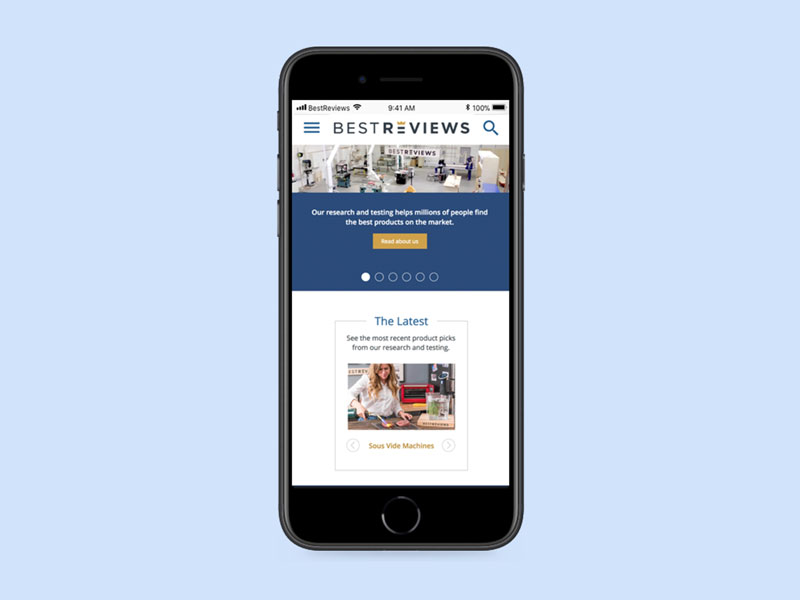 BestReviews 9:41 AM 100%
BESTREVIEWS
BESTREVIEWS
Our research and testing helps millions of people find
the best products on the market.
Read about us
The Latest
See the most recent product picks
from our research and testing.
BESTREVIEWS
Sous Vide Machines